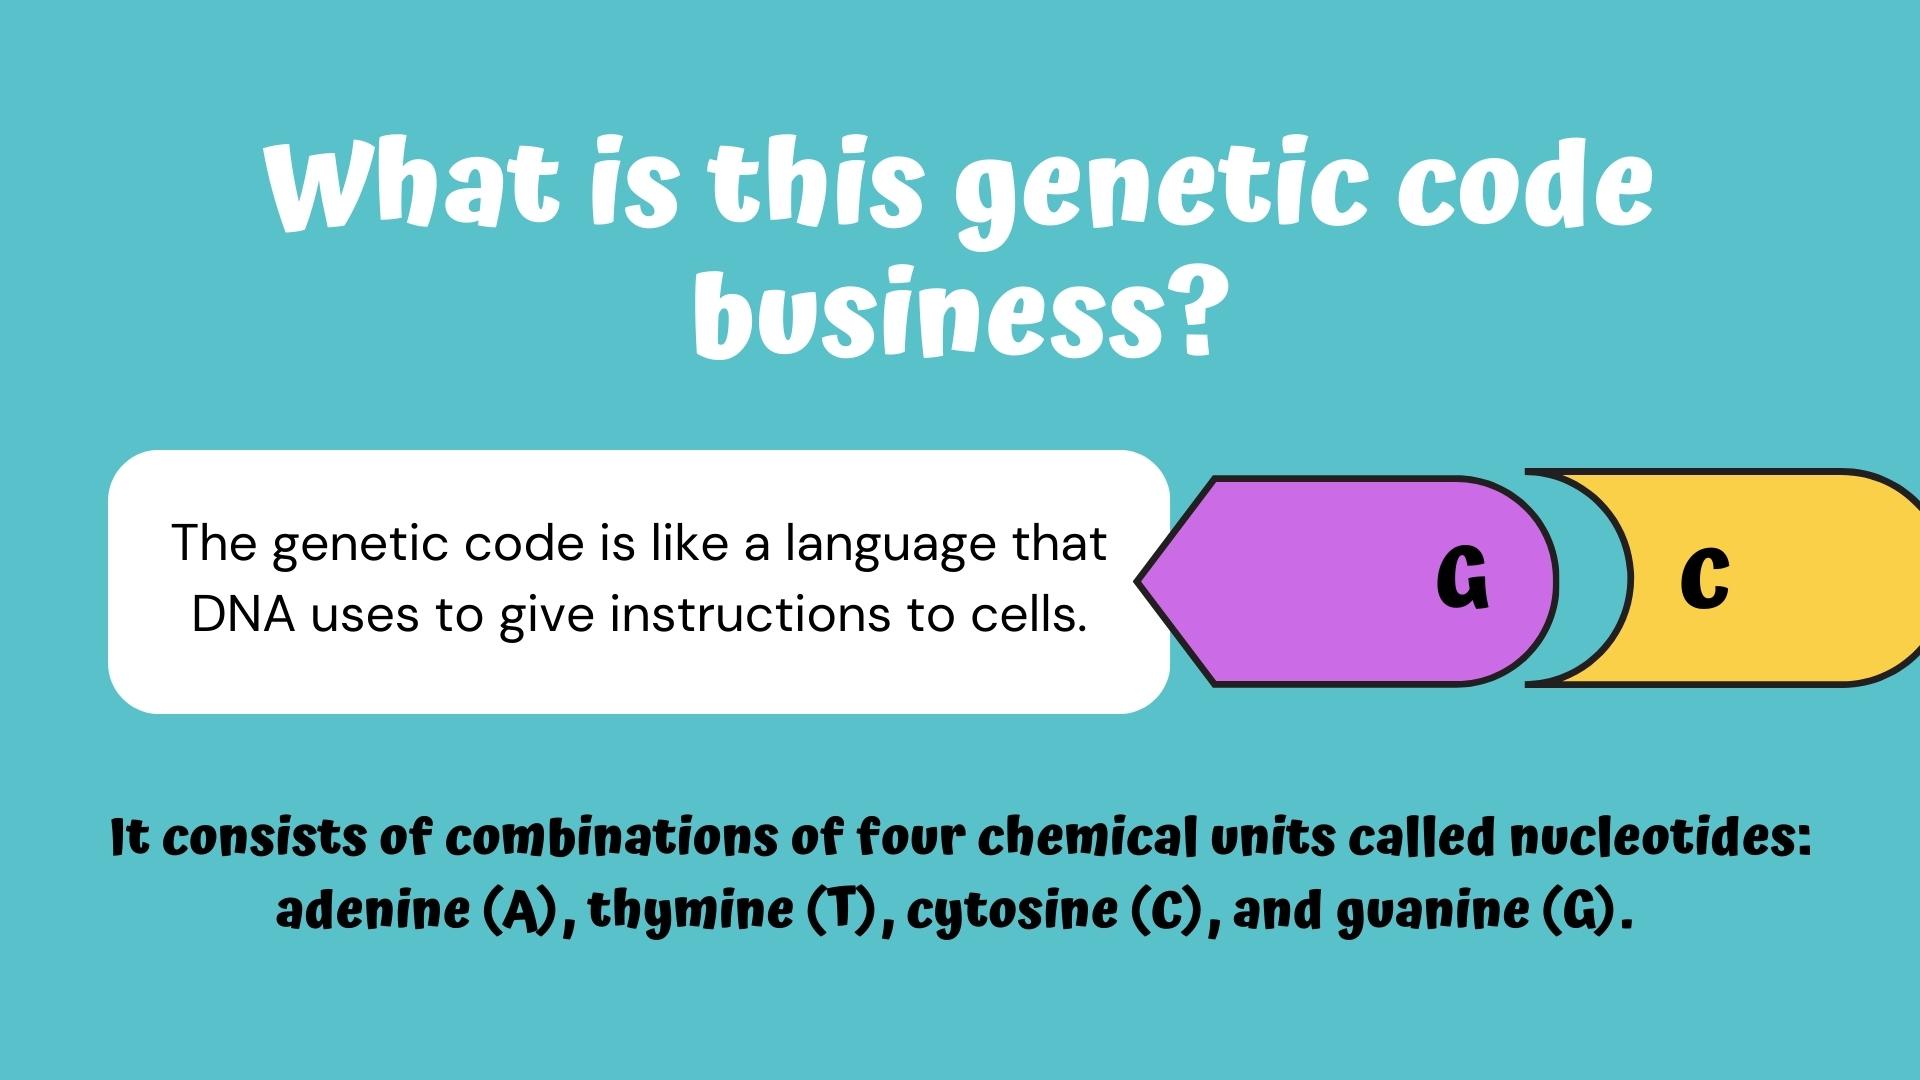 What is this genetic code
business?
The genetic code is like a language that
DNA uses to give instructions to cells.
G
C
It consists of combinations of four chemical units called nucleotides:
adenine (A), thymine (T), cytosine (C), and guanine (G).